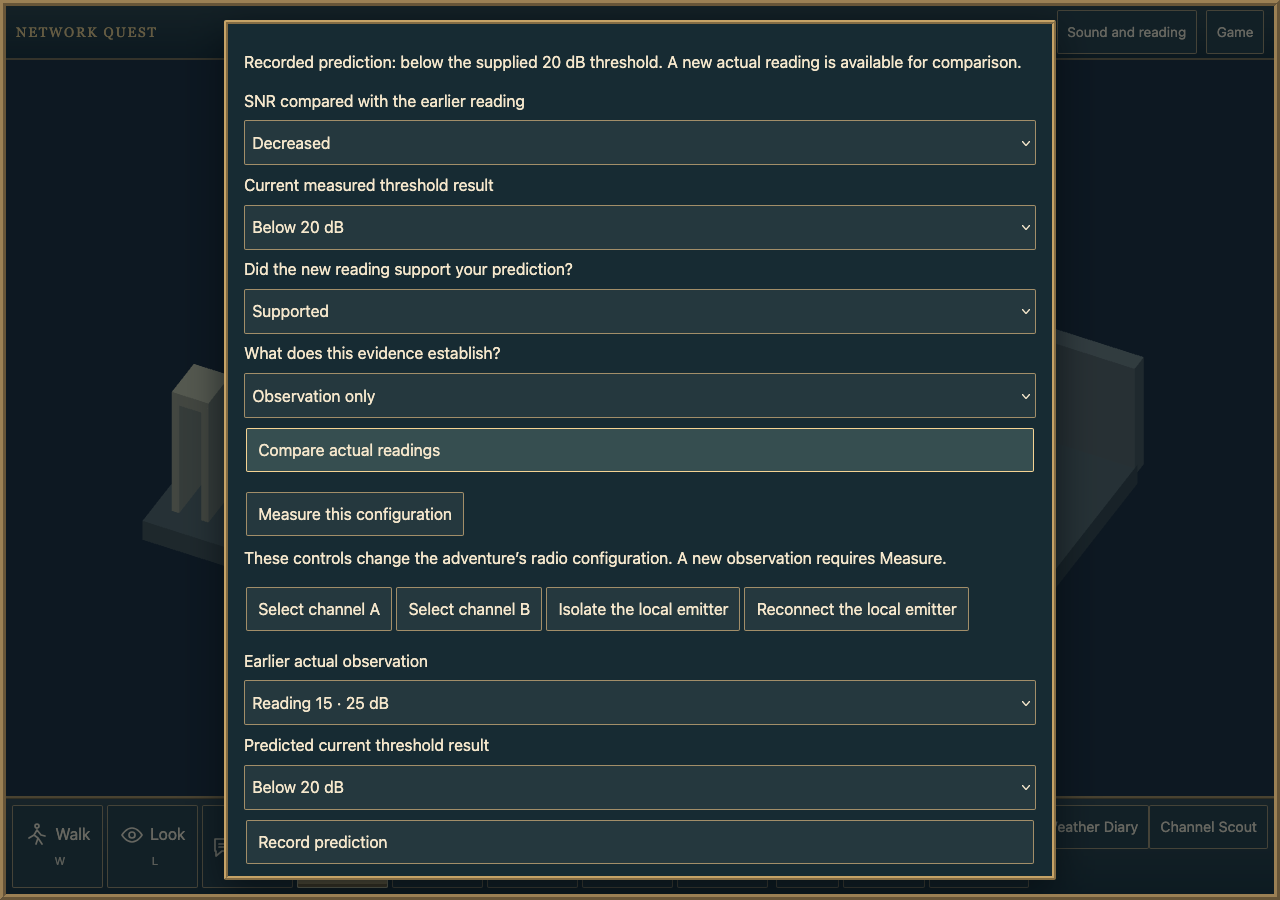 NETWORK QUEST
Sound and reading
Game
Recorded prediction: below the supplied 20 dB threshold. A new actual reading is available for comparison.
SNR compared with the earlier reading
Decreased
Current measured threshold result
Below 20 dB
Did the new reading support your prediction?
Supported
What does this evidence establish?
Observation only
Compare actual readings
Measure this configuration
These controls change the adventure’s radio configuration. A new observation requires Measure.
Select channel A
Select channel B
Isolate the local emitter
Reconnect the local emitter
Earlier actual observation
Reading 15 · 25 dB
Predicted current threshold result
Below 20 dB
Record prediction
Walk
W
Look
L
Diary
Channel Scout